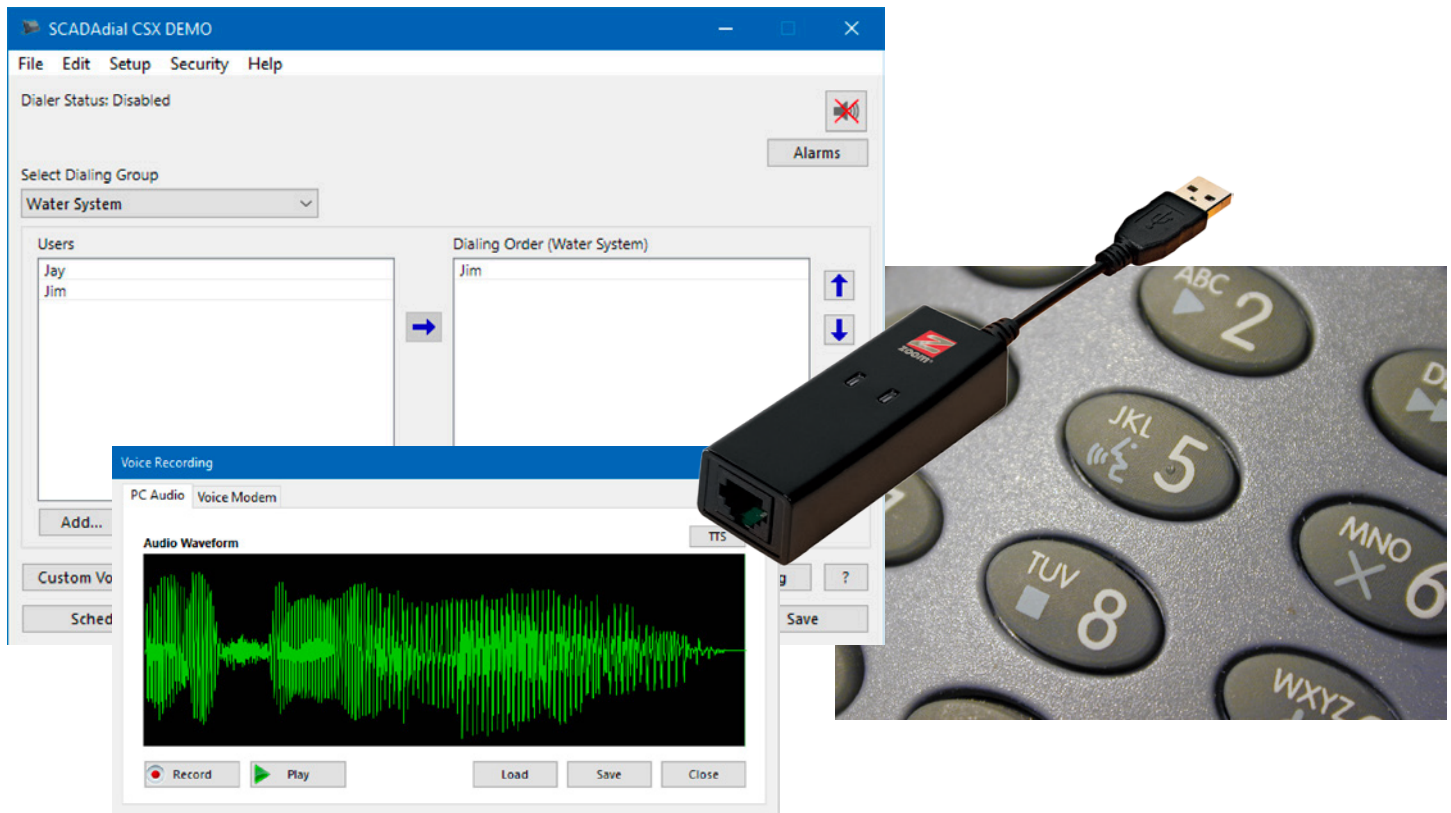 SCADAdial CSX DEMO
File Edit Setup Security Help
Dialer Status: Disabled
Alarms
Select Dialing Group
Water System
Users
Dialing Order (Water System)
Jay
Jim
Jim
Add...
Custom Vo
g
?
Sched
Save
Voice Recording
PC Audio Voice Modem
TTS
Audio Waveform
Record Play Load Save Close
Z
zoom
ABC 2
D
JKL 5
MNO 6
TUV 8
WXYZ